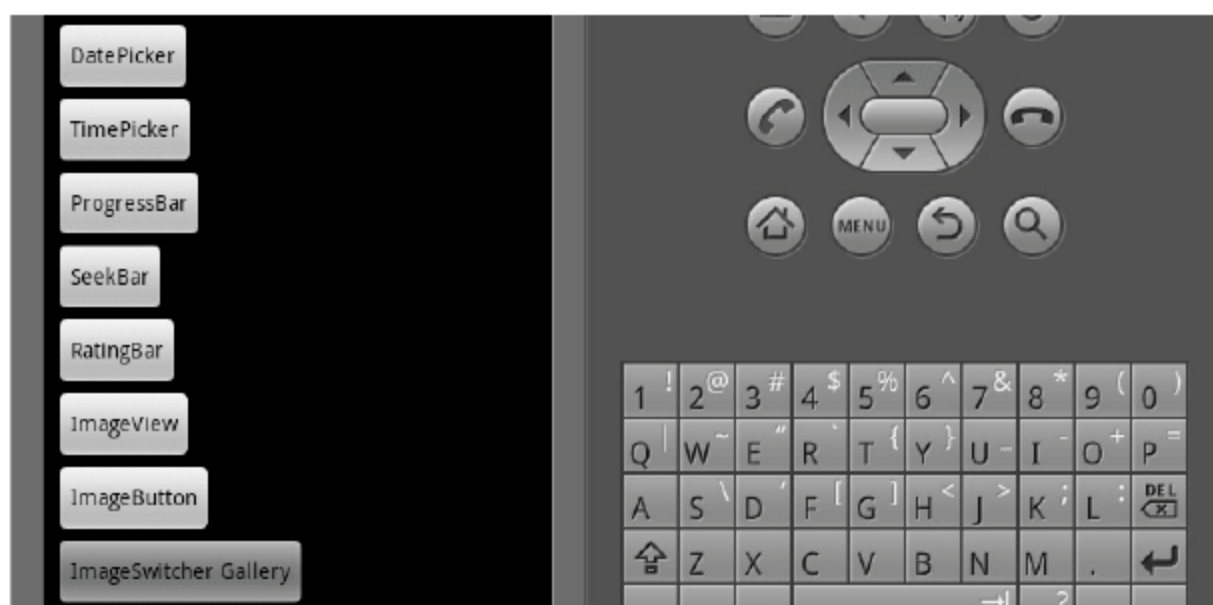 DatePicker
TimePicker
ProgressBar
SeekBar
RatingBar
ImageView
ImageButton
ImageSwitcher Gallery
MENU
1 ! 2 @ 3 # 4 $ 5 % 6 ^ 7 & 8 * 9 ( 0 )
Q | W ~ E " R ` T { Y } U _ I - O + P =
A S \ D ' F [ G ] H < J > K ; L : DEL
Z X C V B N M .
?